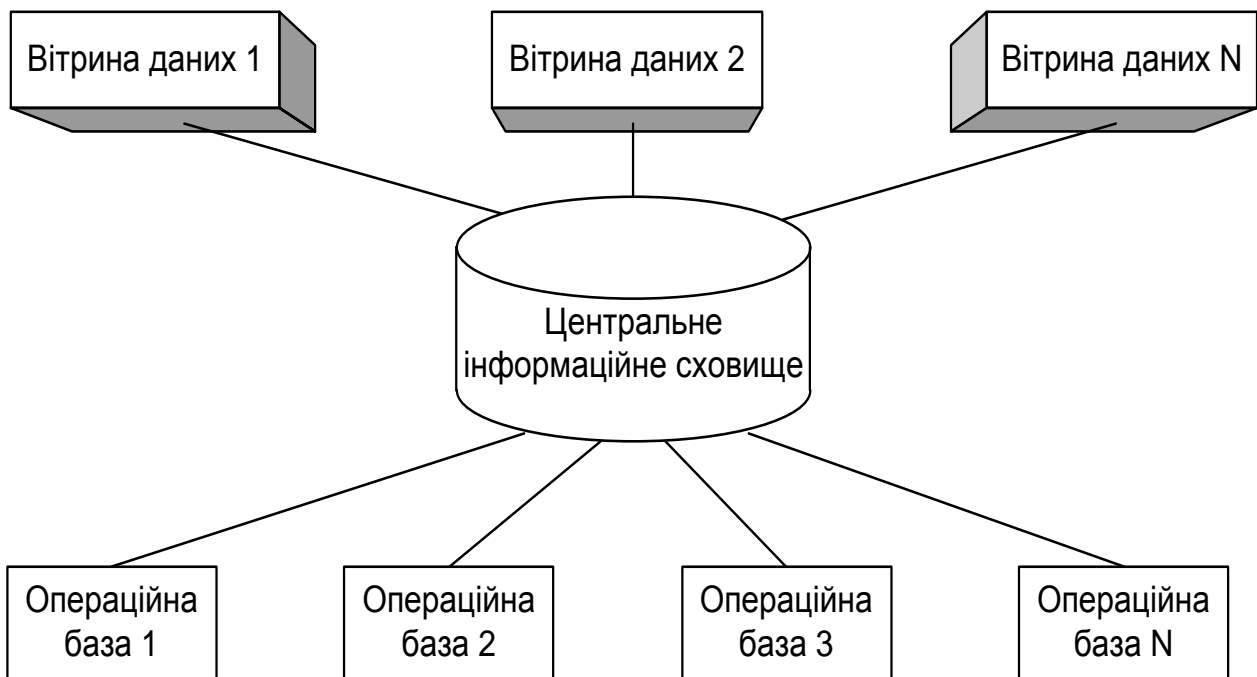 Вітрина даних 1
Вітрина даних 2
Вітрина даних N
Центральне
інформаційне сховище
Операційна
база 1
Операційна
база 2
Операційна
база 3
Операційна
база N